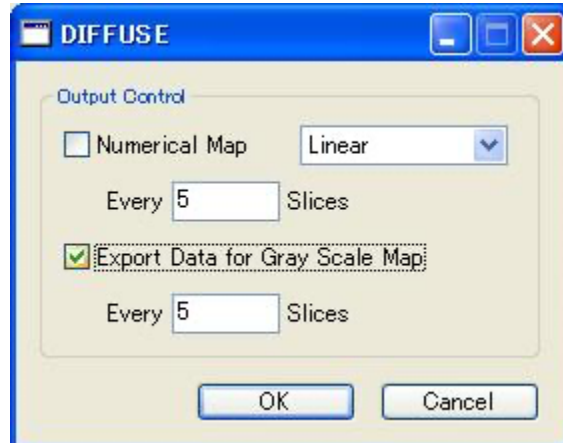 DIFFUSE
Output Control
Numerical Map Linear
Every 5 Slices
Export Data for Gray Scale Map
Every 5 Slices
OK Cancel